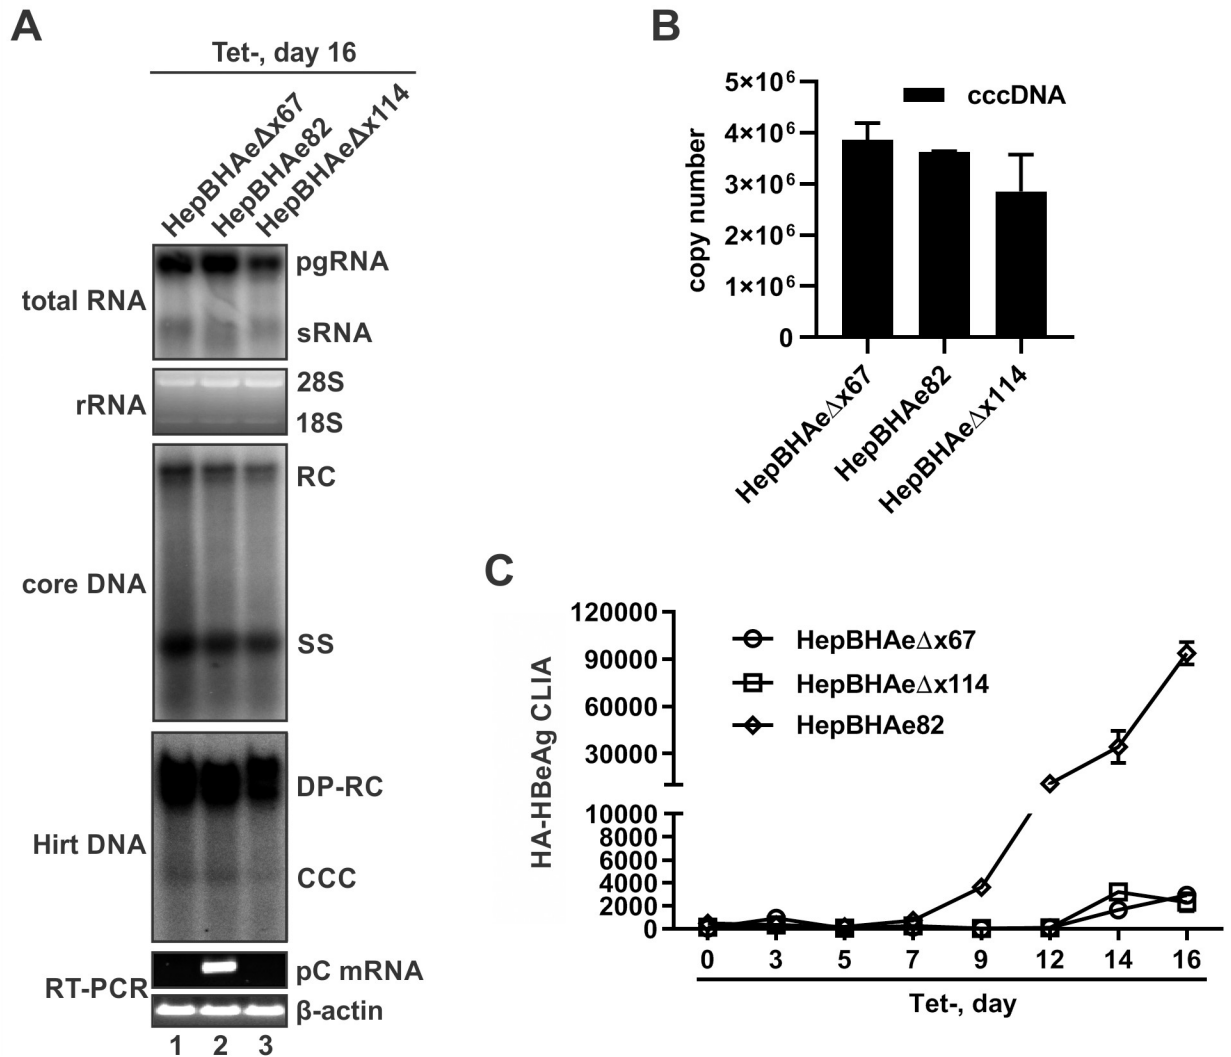 A
Tet-, day 16
HepBHAeΔx67
HepBHAe82
HepBHAeΔx114
total RNA
pgRNA
sRNA
rRNA
28S
18S
core DNA
RC
SS
Hirt DNA
DP-RC
CCC
RT-PCR
pC mRNA
β-actin
1 2 3
B
copy number
5×10⁶
4×10⁶
3×10⁶
2×10⁶
1×10⁶
0
cccDNA
HepBHAeΔx67
HepBHAe82
HepBHAeΔx114
C
HA-HBeAg CLIA
120000
90000
60000
30000
10000
8000
6000
4000
2000
0
HepBHAeΔx67
HepBHAeΔx114
HepBHAe82
0 3 5 7 9 12 14 16
Tet-, day